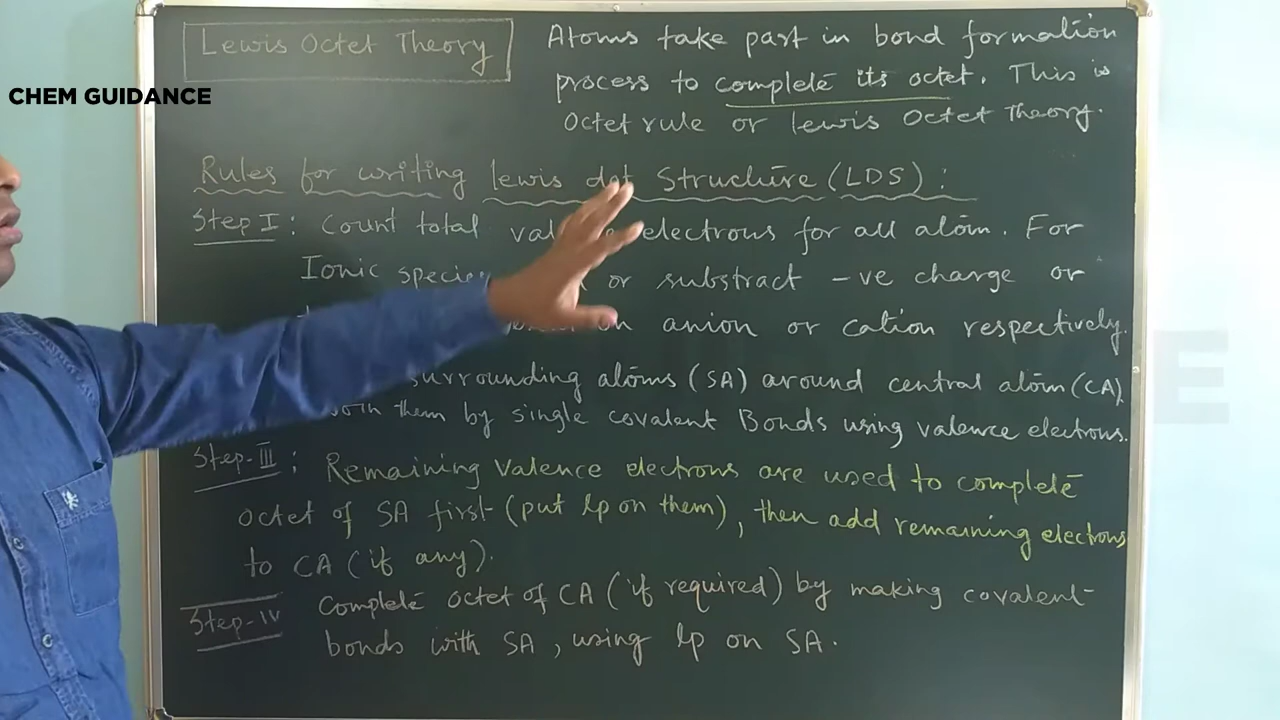 CHEM GUIDANCE
Lewis Octet Theory
Atoms take part in bond formation
process to complete its octet. This is
Octet rule or lewis Octet Theory.
Rules for writing lewis dot Structure (LDS):
Step I: Count total electrons for all atom. For
Ionic or substract -ve charge or
on anion or cation respectively.
surrounding atoms (SA) around central atom (CA)
them by single covalent Bonds using valence electrons.
Step-III: Remaining Valence electrons are used to complete
octet of SA first (put lp on them), then add remaining electrons
to CA (if any).
Step-IV Complete octet of CA (if required) by making covalent
bonds with SA, using lp on SA.